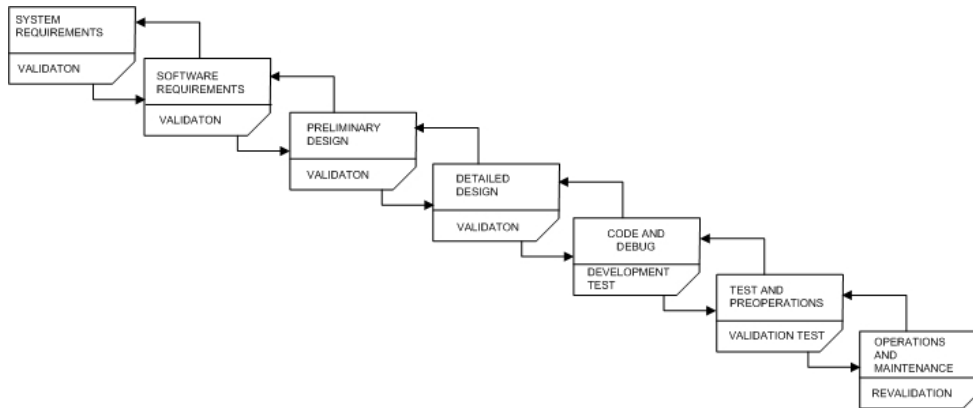 SYSTEM
REQUIREMENTS
VALIDATON
SOFTWARE
REQUIREMENTS
VALIDATON
PRELIMINARY
DESIGN
VALIDATON
DETAILED
DESIGN
VALIDATON
CODE AND
DEBUG
DEVELOPMENT
TEST
TEST AND
PREOPERATIONS
VALIDATION TEST
OPERATIONS
AND
MAINTENANCE
REVALIDATION